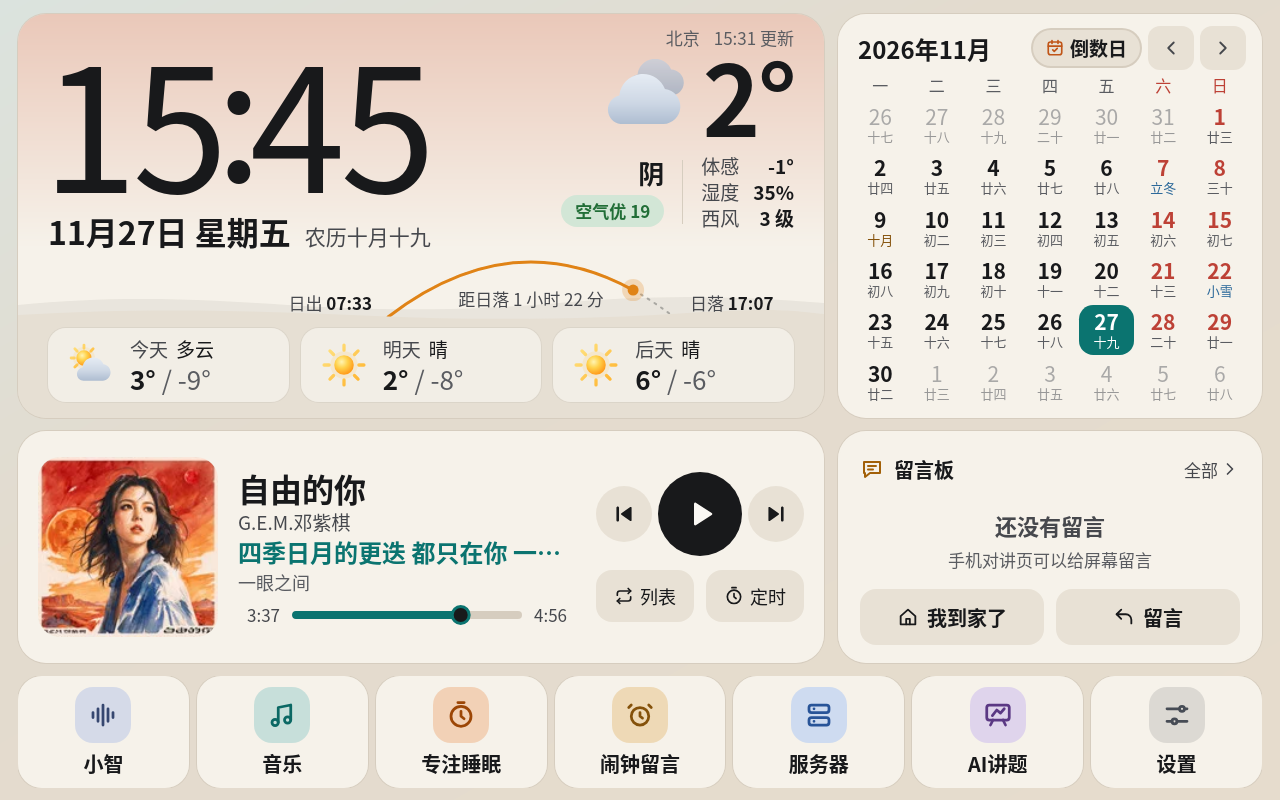 北京 15:31 更新
15:45
2°
阴
体感 -1°
湿度 35%
西风 3 级
空气优 19
11月27日 星期五 农历十月十九
日出 07:33
距日落 1 小时 22 分
日落 17:07
今天 多云
3° / -9°
明天 晴
2° / -8°
后天 晴
6° / -6°
2026年11月
倒数日
一 二 三 四 五 六 日
26 27 28 29 30 31 1
十七 十八 十九 二十 廿一 廿二 廿三
2 3 4 5 6 7 8
廿四 廿五 廿六 廿七 廿八 立冬 三十
9 10 11 12 13 14 15
十月 初二 初三 初四 初五 初六 初七
16 17 18 19 20 21 22
初八 初九 初十 十一 十二 十三 小雪
23 24 25 26 27 28 29
十五 十六 十七 十八 十九 二十 廿一
30 1 2 3 4 5 6
廿二 廿三 廿四 廿五 廿六 廿七 廿八
自由的你
G.E.M.邓紫棋
四季日月的更迭 都只在你 一…
一眼之间
3:37
4:56
列表
定时
留言板
全部
还没有留言
手机对讲页可以给屏幕留言
我到家了
留言
小智
音乐
专注睡眠
闹钟留言
服务器
AI讲题
设置